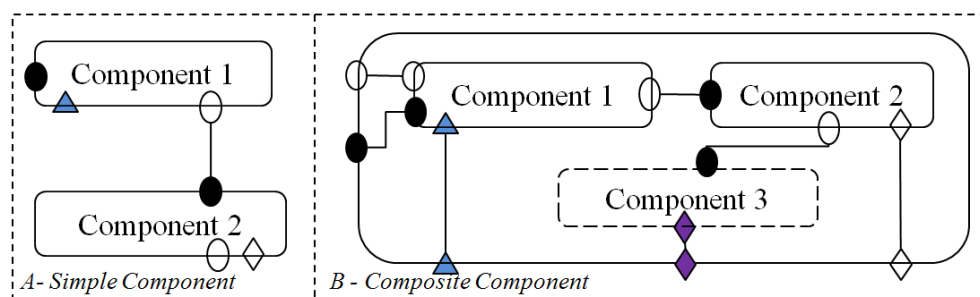 Component 1
Component 2
A- Simple Component
Component 1
Component 2
Component 3
B - Composite Component